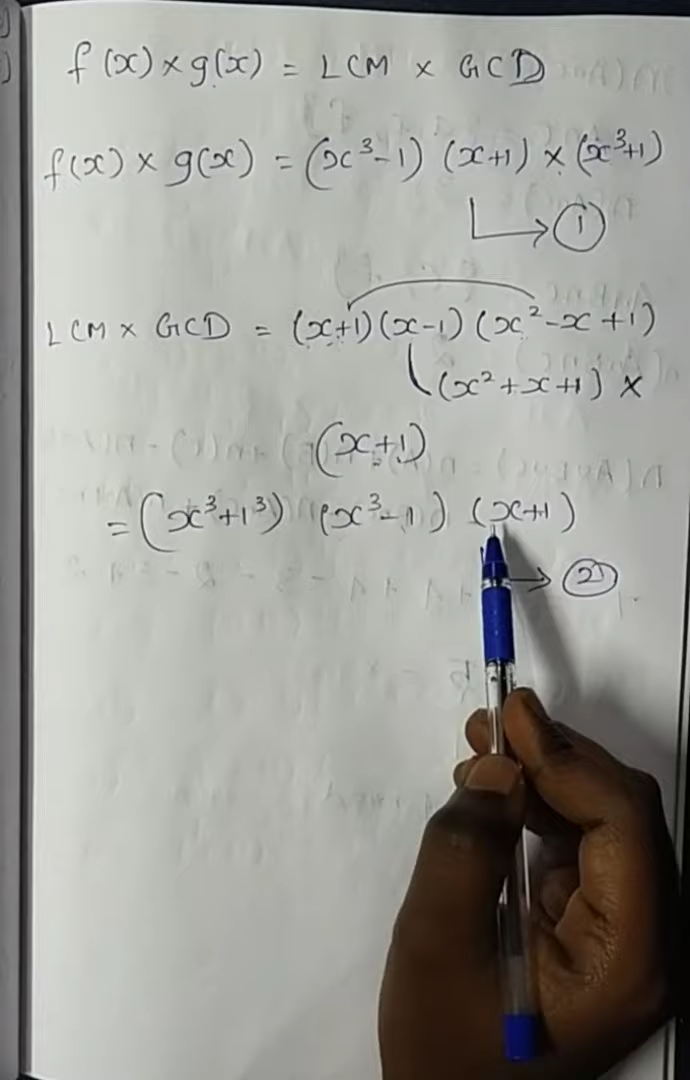 f(x) × g(x) = LCM × GCD
f(x) × g(x) = (x³-1) (x+1) × (x³+1)
→ ①
LCM × GCD = (x+1)(x-1)(x²-x+1)
(x²+x+1) ×
(x+1)
= (x³+1³) (x³-1) (x+1)
→ ②